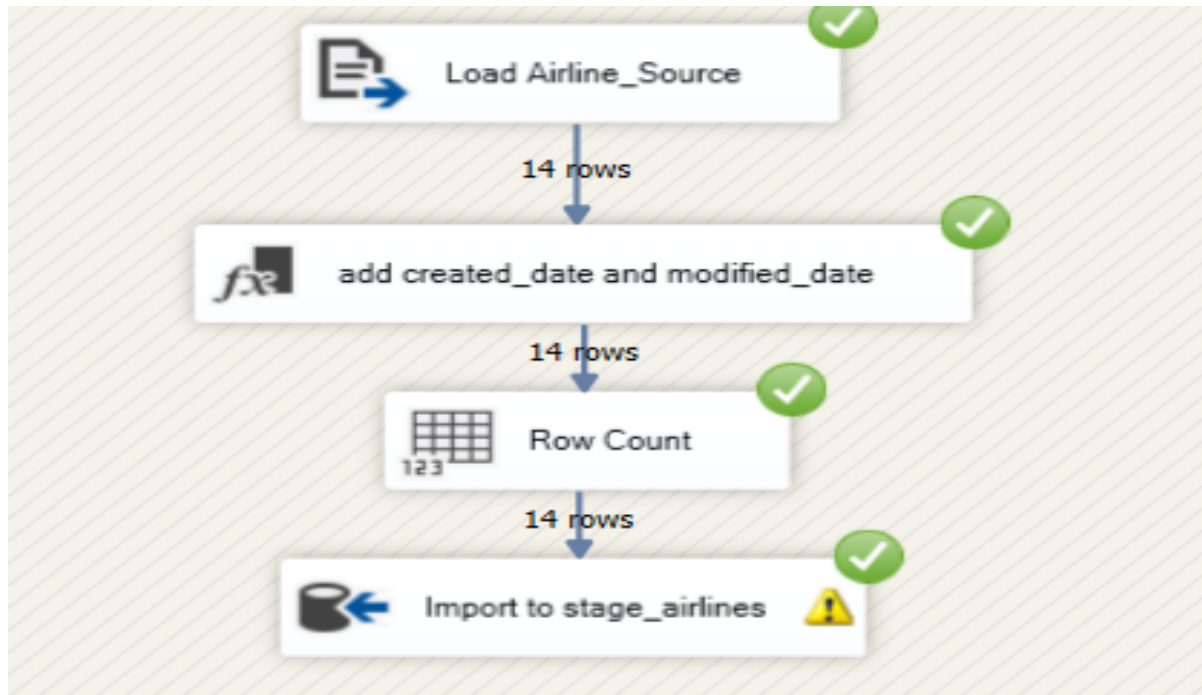 Load Airline_Source
14 rows
add created_date and modified_date
14 rows
123
Row Count
14 rows
Import to stage_airlines